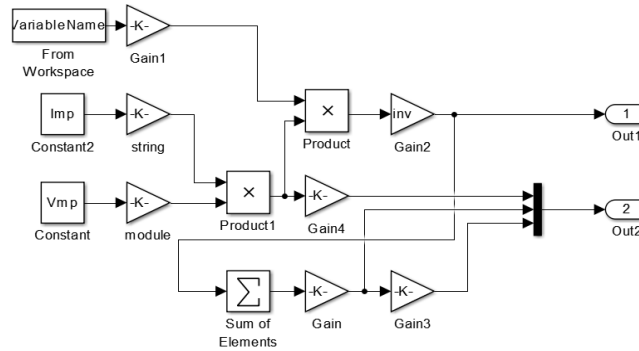 VariableName
-K-
From
Workspace
Gain1
Imp
-K-
×
inv
1
Constant2
string
Product
Gain2
Out1
Vmp
-K-
×
-K-
2
Constant
module
Product1
Gain4
Out2
∑
-K-
-K-
Sum of
Elements
Gain
Gain3